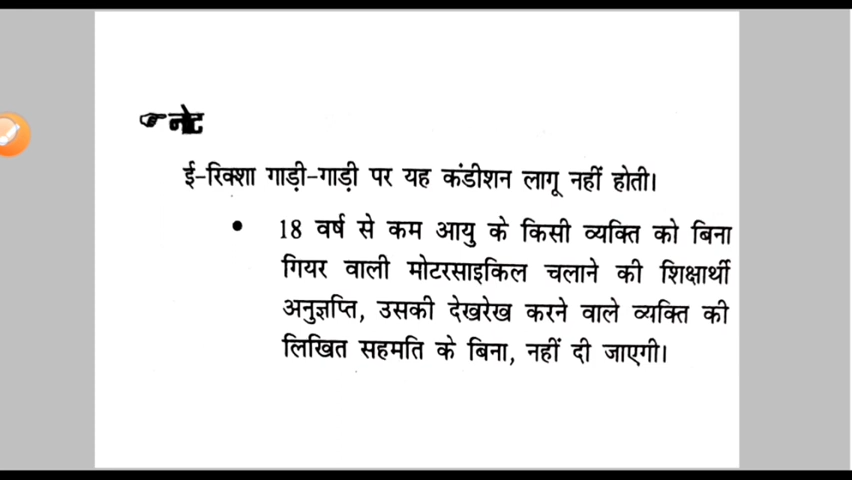 ☞ नोट
ई-रिक्शा गाड़ी-गाड़ी पर यह कंडीशन लागू नहीं होती।
• 18 वर्ष से कम आयु के किसी व्यक्ति को बिना
गियर वाली मोटरसाइकिल चलाने की शिक्षार्थी
अनुज्ञप्ति, उसकी देखरेख करने वाले व्यक्ति की
लिखित सहमति के बिना, नहीं दी जाएगी।